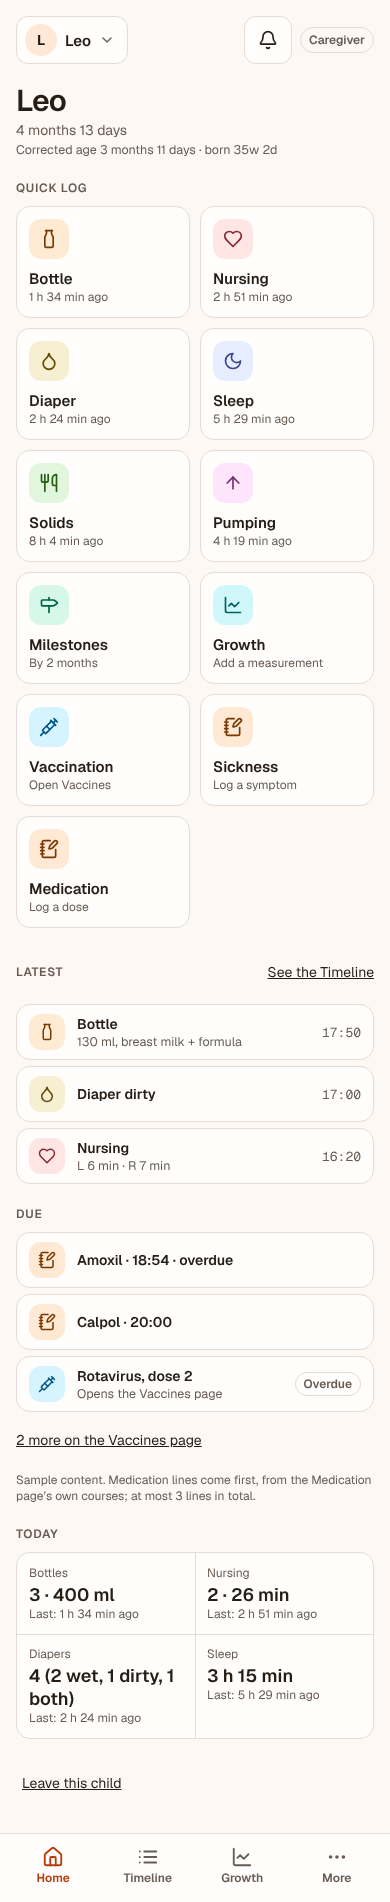 L Leo
Caregiver
Leo
4 months 13 days
Corrected age 3 months 11 days · born 35w 2d
QUICK LOG
Bottle
1 h 34 min ago
Nursing
2 h 51 min ago
Diaper
2 h 24 min ago
Sleep
5 h 29 min ago
Solids
8 h 4 min ago
Pumping
4 h 19 min ago
Milestones
By 2 months
Growth
Add a measurement
Vaccination
Open Vaccines
Sickness
Log a symptom
Medication
Log a dose
LATEST
See the Timeline
Bottle
130 ml, breast milk + formula
17:50
Diaper dirty
17:00
Nursing
L 6 min · R 7 min
16:20
DUE
Amoxil · 18:54 · overdue
Calpol · 20:00
Rotavirus, dose 2
Opens the Vaccines page
Overdue
2 more on the Vaccines page
Sample content. Medication lines come first, from the Medication
page's own courses; at most 3 lines in total.
TODAY
Bottles
3 · 400 ml
Last: 1 h 34 min ago
Nursing
2 · 26 min
Last: 2 h 51 min ago
Diapers
4 (2 wet, 1 dirty, 1
both)
Last: 2 h 24 min ago
Sleep
3 h 15 min
Last: 5 h 29 min ago
Leave this child
Home
Timeline
Growth
More